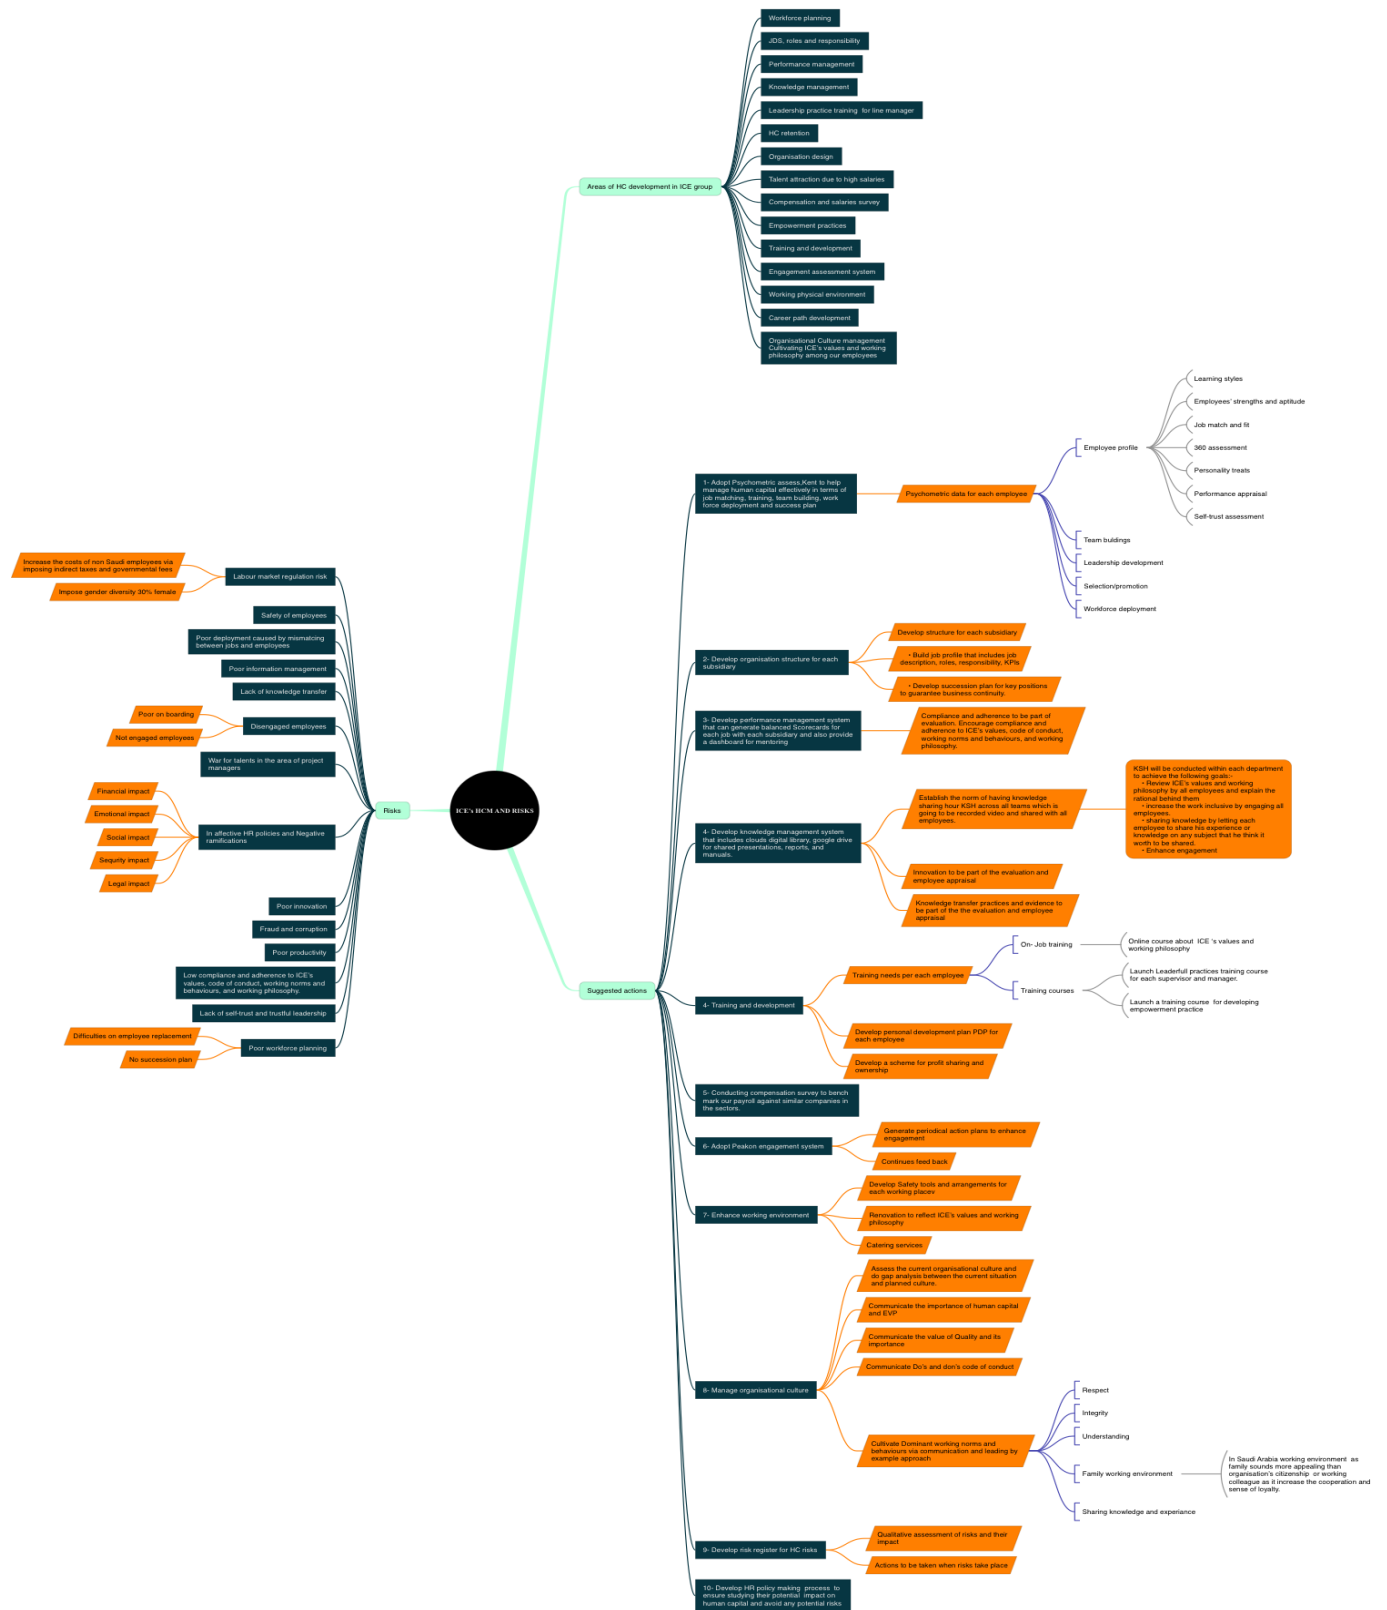 Workforce planning
JDS, roles and responsibility
Performance management
Knowledge management
Leadership practice training  for line manager
HC retention
Organisation design
Areas of HC development in ICE group
Talent attraction due to high salaries
Compensation and salaries survey
Empowerment practices
Training and development
Engagement assessment system
Working physical environment
Career path development
Organisational Culture management
Cultivating ICE's values and working
philosophy among our employees
ICE's HCM AND RISKS
Risks
Labour market regulation risk
Increase the costs of non Saudi employees via
imposing indirect taxes and governmental fees
Impose gender diversity 30% female
Safety of employees
Poor deployment caused by mismatcing
between jobs and employees
Poor information management
Lack of knowledge transfer
Disengaged employees
Poor on boarding
Not engaged employees
War for talents in the area of project
managers
In affective HR policies and Negative
ramifications
Financial impact
Emotional impact
Social impact
Sequrity impact
Legal impact
Poor innovation
Fraud and corruption
Poor productivity
Low compliance and adherence to ICE's
values, code of conduct, working norms and
behaviours, and working philosophy.
Lack of self-trust and trustful leadership
Poor workforce planning
Difficulties on employee replacement
No succession plan
Suggested actions
1- Adopt Psychometric assess,Kent to help
manage human capital effectively in terms of
job matching, training, team building, work
force deployment and success plan
Psychometric data for each employee
Employee profile
Learning styles
Employees' strengths and aptitude
Job match and fit
360 assessment
Personality treats
Performance appraisal
Self-trust assessment
Team buldings
Leadership development
Selection/promotion
Workforce deployment
2- Develop organisation structure for each
subsidiary
Develop structure for each subsidiary
• Build job profile that includes job
description, roles, responsibility, KPIs
• Develop succession plan for key positions
to guarantee business continuity.
3- Develop performance management system
that can generate balanced Scorecards for
each job with each subsidiary and also provide
a dashboard for mentoring
Compliance and adherence to be part of
evaluation. Encourage compliance and
adherence to ICE's values, code of conduct,
working norms and behaviours, and working
philosophy.
4- Develop knowledge management system
that includes clouds digital library, google drive
for shared presentations, reports, and
manuals.
Establish the norm of having knowledge
sharing hour KSH across all teams which is
going to be recorded video and shared with all
employees.
KSH will be conducted within each department
to achieve the following goals:-
• Review ICE's values and working
philosophy by all employees and explain the
rational behind them
• increase the work inclusive by engaging all
employees.
• sharing knowledge by letting each
employee to share his experience or
knowledge on any subject that he think it
worth to be shared.
• Enhance engagement
Innovation to be part of the evaluation and
employee appraisal
Knowledge transfer practices and evidence to
be part of the the evaluation and employee
appraisal
4- Training and development
Training needs per each employee
On- Job training
Online course about  ICE 's values and
working philosophy
Training courses
Launch Leaderfull practices training course
for each supervisor and manager.
Launch a training course  for developing
empowerment practice
Develop personal development plan PDP for
each employee
Develop a scheme for profit sharing and
ownership
5- Conducting compensation survey to bench
mark our payroll against similar companies in
the sectors.
6- Adopt Peakon engagement system
Generate periodical action plans to enhance
engagement
Continues feed back
7- Enhance working environment
Develop Safety tools and arrangements for
each working placev
Renovation to reflect ICE's values and working
philosophy
Catering services
8- Manage organisational culture
Assess the current organisational culture and
do gap analysis between the current situation
and planned culture.
Communicate the importance of human capital
and EVP
Communicate the value of Quality and its
importance
Communicate Do's and don's code of conduct
Cultivate Dominant working norms and
behaviours via communication and leading by
example approach
Respect
Integrity
Understanding
Family working environment
In Saudi Arabia working environment  as
family sounds more appealing than
organisation's citizenship  or working
colleague as it increase the cooperation and
sense of loyalty.
Sharing knowledge and experiance
9- Develop risk register for HC risks
Qualitative assessment of risks and their
impact
Actions to be taken when risks take place
10- Develop HR policy making  process  to
ensure studying their potential  impact on
human capital and avoid any potential risks